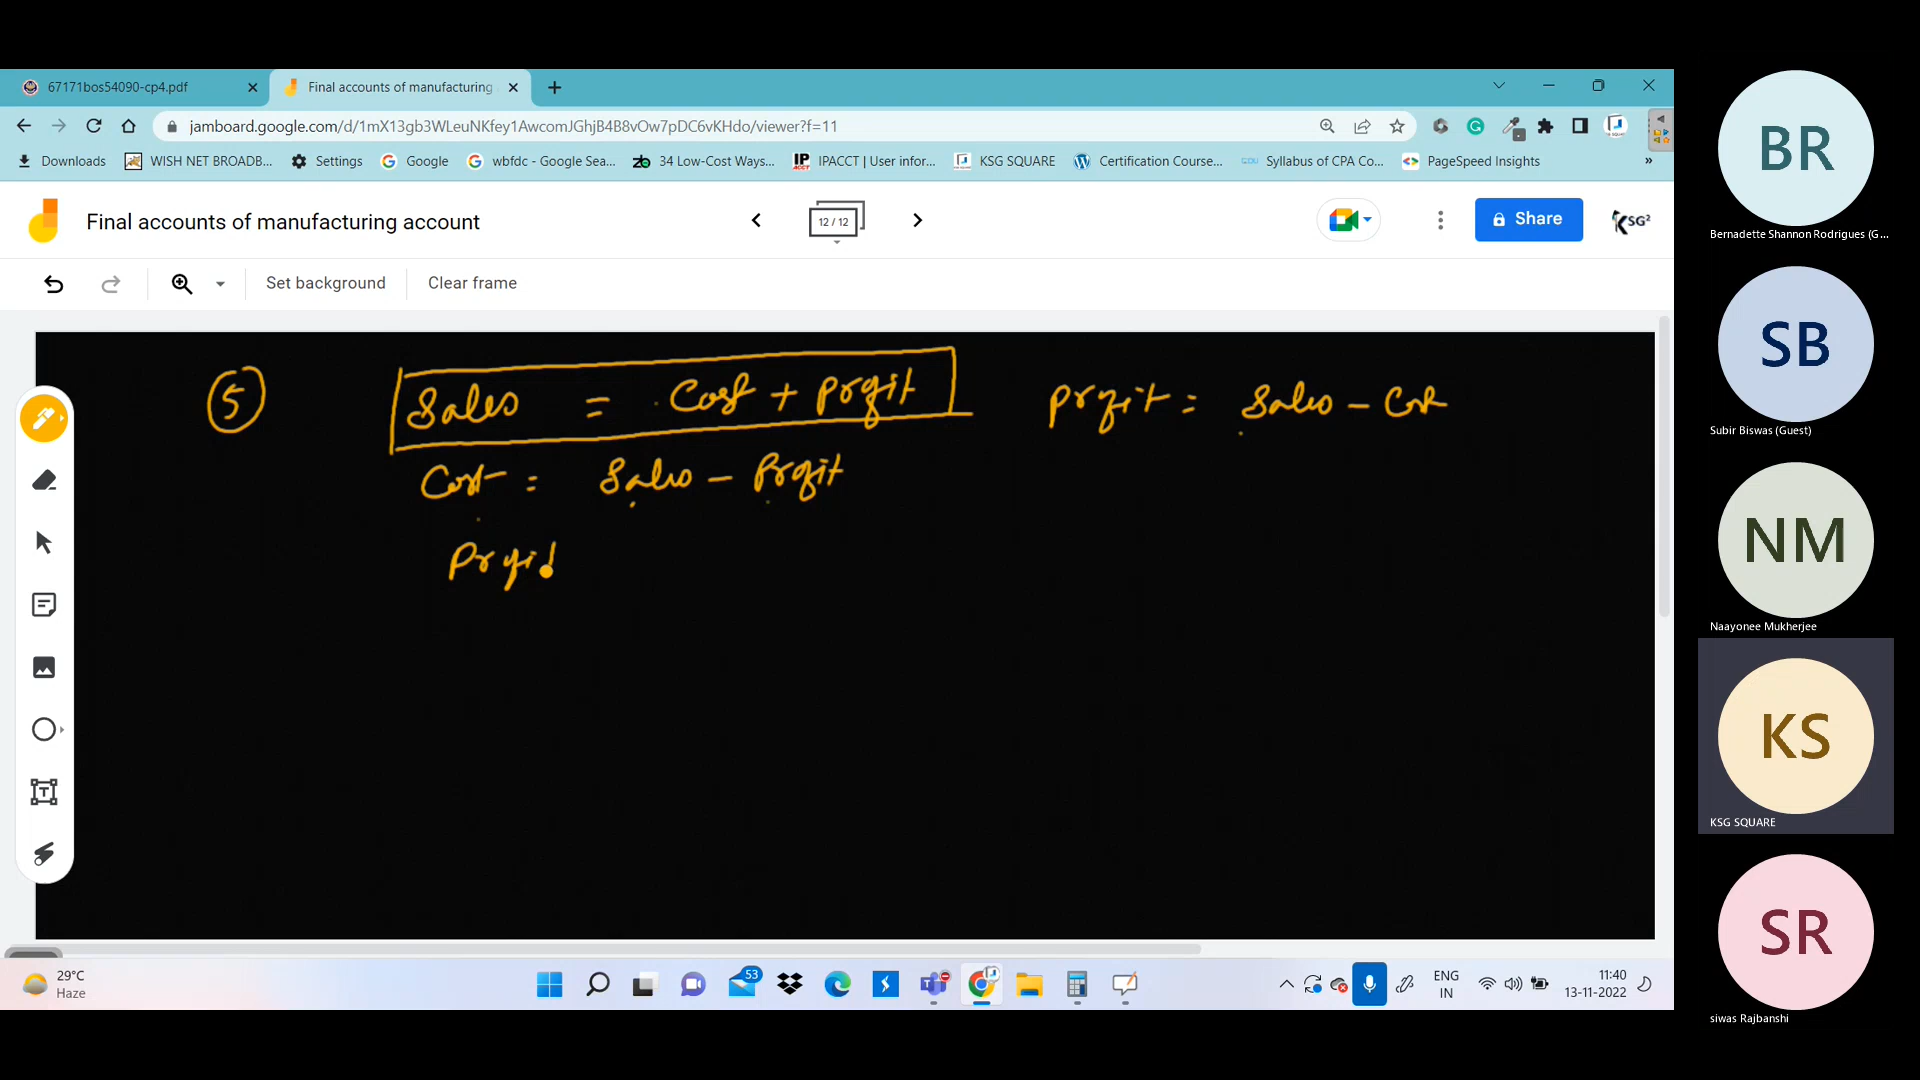 67171bos54090-cp4.pdf
Final accounts of manufacturing
jamboard.google.com/d/1mX13gb3WLeuNKfey1AwcomJGhjB4B8vOw7pDC6vKHdo/viewer?f=11
Downloads WISH NET BROADB... Settings Google wbfdc - Google Sea... 34 Low-Cost Ways... IPACCT | User infor... KSG SQUARE Certification Course... Syllabus of CPA Co... PageSpeed Insights »
Final accounts of manufacturing account
12 / 12
Share
KSG²
Set background Clear frame
5 Sales = Cost + Profit Profit = Sales - Cost
Cost = Sales - Profit
Profit
BR
Bernadette Shannon Rodrigues (G...
SB
Subir Biswas (Guest)
NM
Naayonee Mukherjee
KS
KSG SQUARE
SR
siwas Rajbanshi
29°C
Haze
53
ENG
IN
11:40
13-11-2022